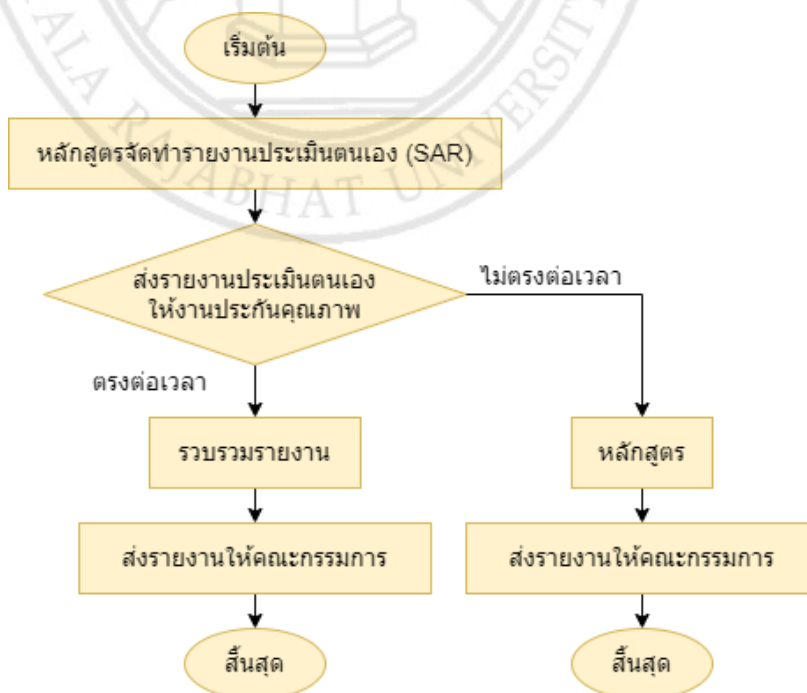 เริ่มต้น
หลักสูตรจัดทำรายงานประเมินตนเอง (SAR)
ALA RAJABHAT UNIVERSITY
ส่งรายงานประเมินตนเอง
ให้งานประกันคุณภาพ
ไม่ตรงต่อเวลา
ตรงต่อเวลา
รวบรวมรายงาน
หลักสูตร
ส่งรายงานให้คณะกรรมการ
ส่งรายงานให้คณะกรรมการ
สิ้นสุด
สิ้นสุด